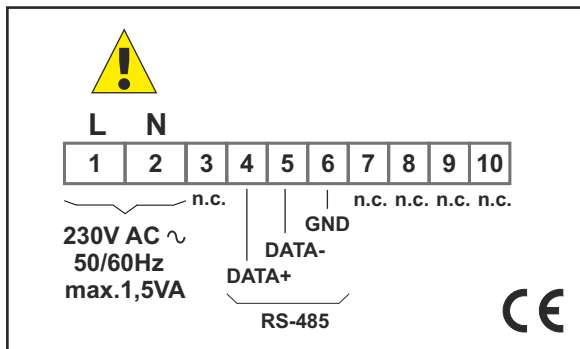 !
L N
1 2 3 4 5 6 7 8 9 10
n.c. n.c. n.c. n.c. n.c.
GND
230V AC ∿
DATA-
50/60Hz
DATA+
max.1,5VA
RS-485
CE